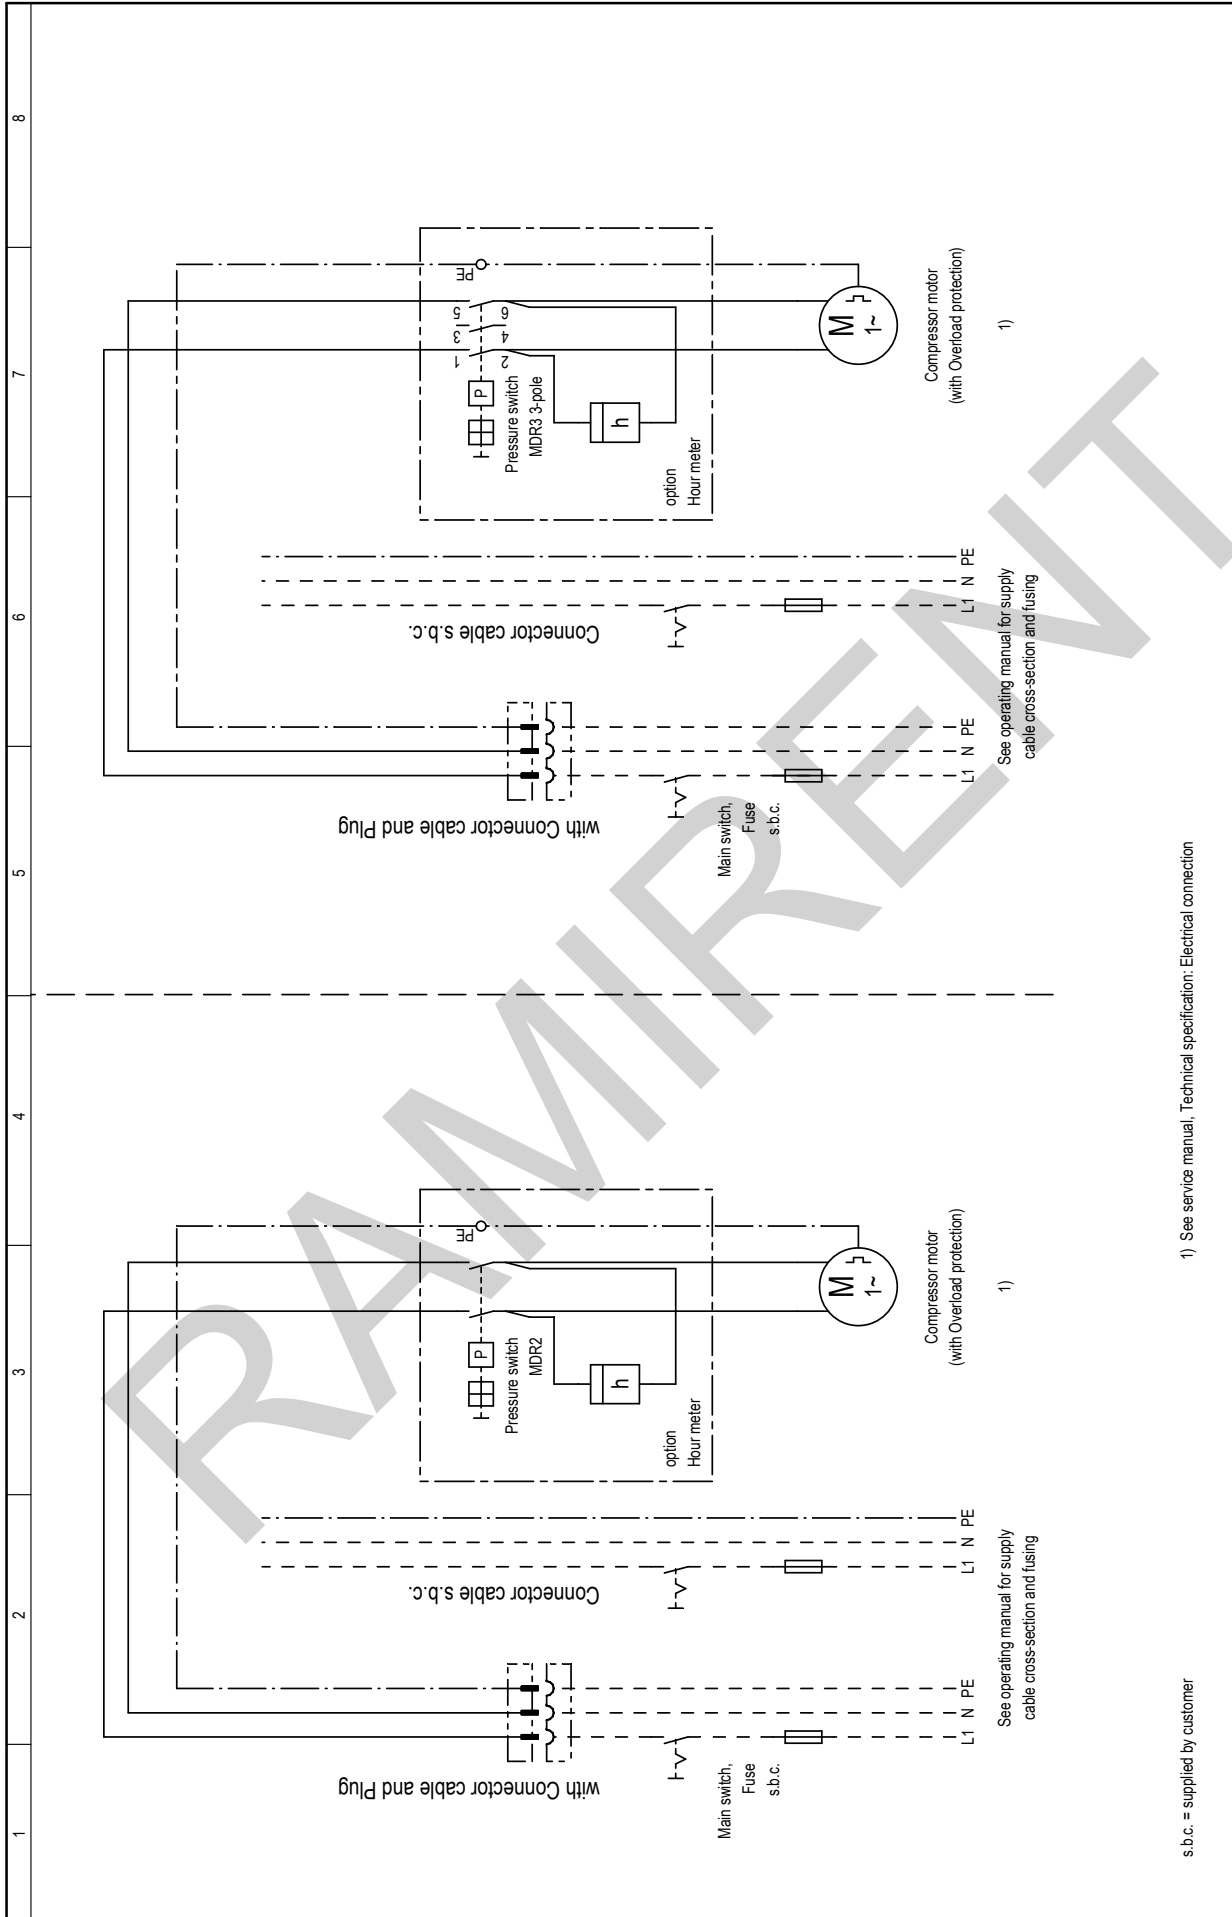 1
2
3
4
5
6
7
8
with Connector cable and Plug
Main switch,
Fuse
s.b.c.
L1 N PE
Connector cable s.b.c.
L1 N PE
See operating manual for supply
cable cross-section and fusing
PE
P
Pressure switch
MDR2
h
option
Hour meter
M
1~
Compressor motor
(with Overload protection)
1)
with Connector cable and Plug
Main switch,
Fuse
s.b.c.
L1 N PE
Connector cable s.b.c.
L1 N PE
See operating manual for supply
cable cross-section and fusing
PE
1 3 5
2 4 6
P
Pressure switch
MDR3 3-pole
h
option
Hour meter
M
1~
Compressor motor
(with Overload protection)
1)
s.b.c. = supplied by customer
1) See service manual, Technical specification: Electrical connection
RAMIRENT